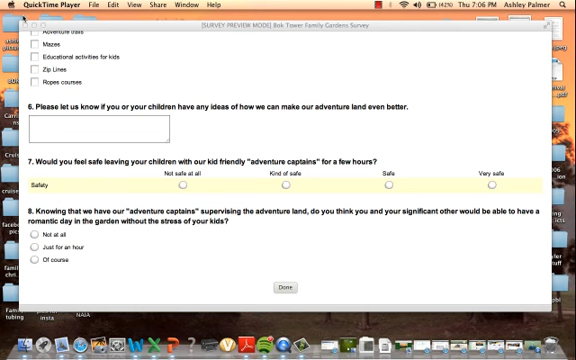 QuickTime Player File Edit View Share Window Help (42%) Thu 7:06 PM Ashley Palmer
[SURVEY PREVIEW MODE] Bok Tower Family Gardens Survey
Adventure trails
Mazes
Educational activities for kids
Zip Lines
Ropes courses
6. Please let us know if you or your children have any ideas of how we can make our adventure land even better.
7. Would you feel safe leaving your children with our kid friendly "adventure captains" for a few hours?
Not safe at all Kind of safe Safe Very safe
Safety
8. Knowing that we have our "adventure captains" supervising the adventure land, do you think you and your significant other would be able to have a
romantic day in the garden without the stress of your kids?
Not at all
Just for an hour
Of course
Done
Family
tubing
insta
NAIA